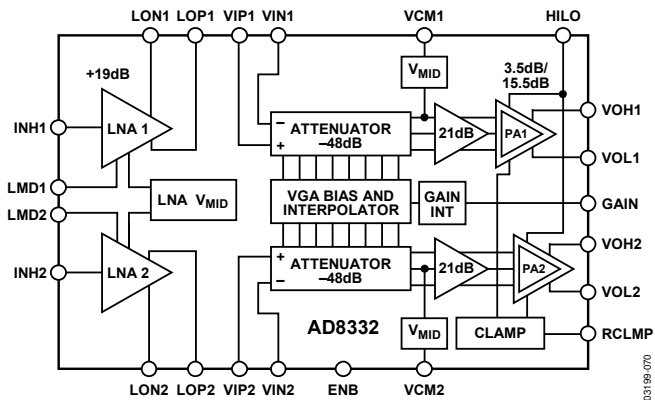 LON1 LOP1 VIP1 VIN1 VCM1 HILO
+19dB
VMID
3.5dB/
15.5dB
INH1
LNA 1
–
+
ATTENUATOR
–48dB
21dB
PA1
VOH1
VOL1
LMD1
LMD2
LNA VMID
VGA BIAS AND
INTERPOLATOR
GAIN
INT
GAIN
INH2
LNA 2
+
–
ATTENUATOR
–48dB
21dB
PA2
VOH2
VOL2
AD8332
VMID
CLAMP
RCLMP
LON2 LOP2 VIP2 VIN2 ENB VCM2
03199-070